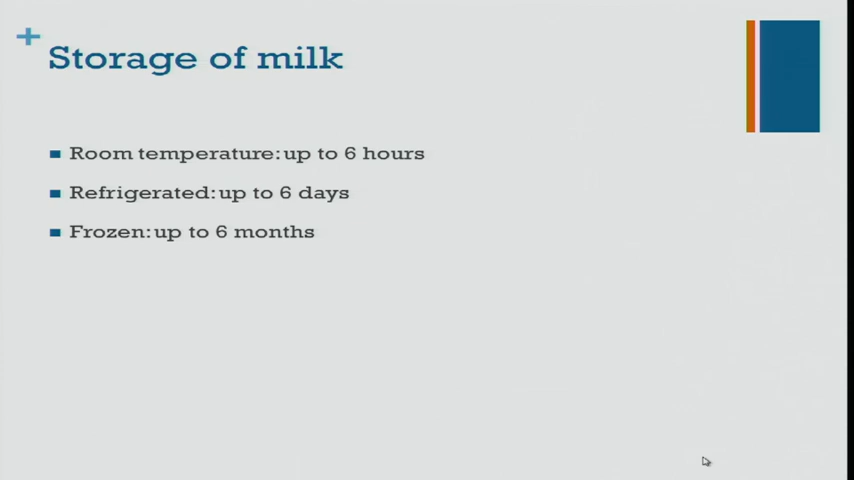 +
Storage of milk
Room temperature: up to 6 hours
Refrigerated: up to 6 days
Frozen: up to 6 months